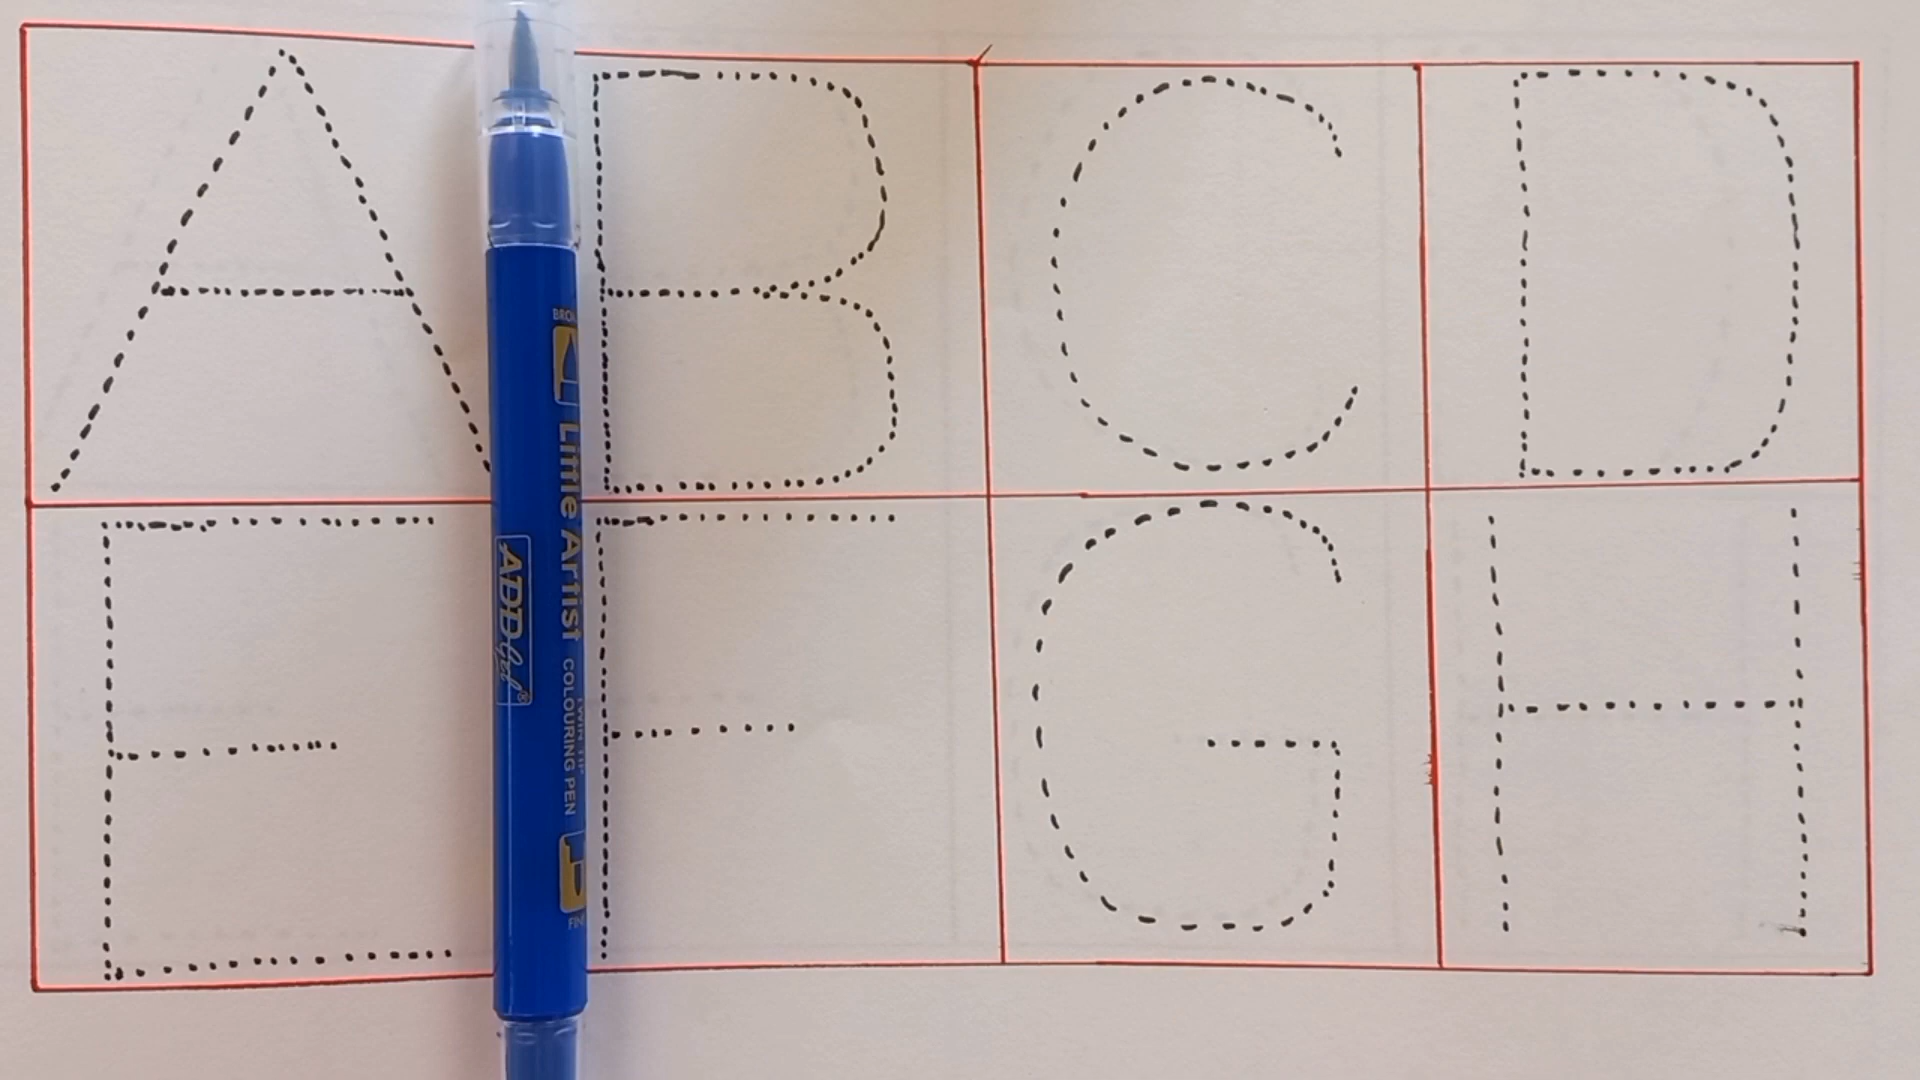 A B C D
E F G H
Little Artist
ADD Gel®
TWIN TIP
COLOURING PEN